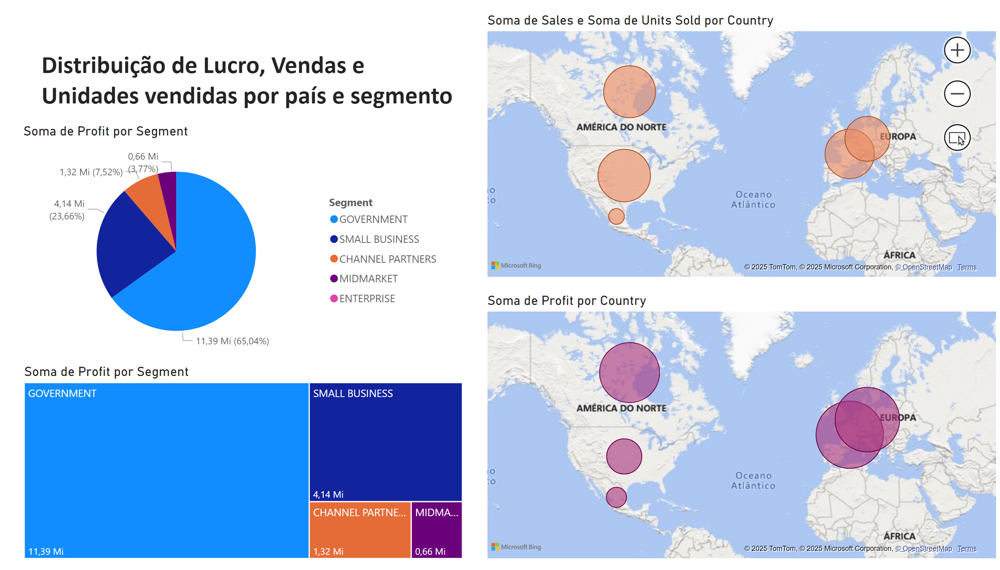 Distribuição de Lucro, Vendas e
Unidades vendidas por país e segmento
Soma de Profit por Segment
0,66 Mi
(3,77%)
1,32 Mi (7,52%)
4,14 Mi
(23,66%)
11,39 Mi (65,04%)
Segment
GOVERNMENT
SMALL BUSINESS
CHANNEL PARTNERS
MIDMARKET
ENTERPRISE
Soma de Profit por Segment
GOVERNMENT
11,39 Mi
SMALL BUSINESS
4,14 Mi
CHANNEL PARTNE...
1,32 Mi
MIDMA...
0,66 Mi
Soma de Sales e Soma de Units Sold por Country
AMÉRICA DO NORTE
EUROPA
io
co
Oceano
Atlântico
ÁFRICA
Microsoft Bing
© 2025 TomTom, © 2025 Microsoft Corporation, © OpenStreetMap Terms
Soma de Profit por Country
AMÉRICA DO NORTE
EUROPA
io
co
Oceano
Atlântico
ÁFRICA
Microsoft Bing
© 2025 TomTom, © 2025 Microsoft Corporation, © OpenStreetMap Terms